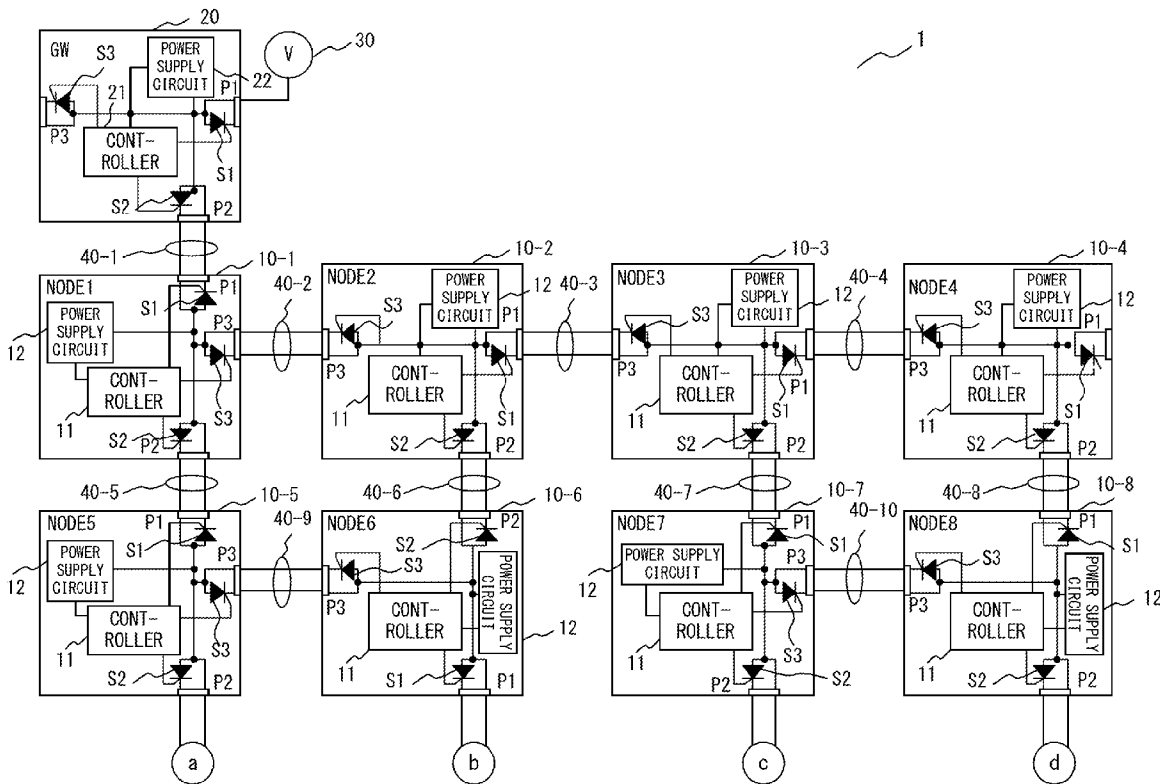 20
GW
S3
POWER
SUPPLY
CIRCUIT
22
V
30
1
P1
21
P3
CONT-
ROLLER
S1
S2
P2
40-1
10-1
NODE1
P1
S1
POWER
SUPPLY
CIRCUIT
12
P3
CONT-
ROLLER
11
S2
P2
S3
40-2
10-2
NODE2
POWER
SUPPLY
CIRCUIT
12
S3
P1
P3
CONT-
ROLLER
11
S1
S2
P2
40-3
10-3
NODE3
POWER
SUPPLY
CIRCUIT
12
S3
P3
CONT-
ROLLER
P1
11
S1
S2
P2
40-4
10-4
NODE4
POWER
SUPPLY
CIRCUIT
12
S3
P1
P3
CONT-
ROLLER
11
S1
S2
P2
40-5
10-5
NODE5
P1
S1
POWER
SUPPLY
CIRCUIT
12
P3
CONT-
ROLLER
11
S3
S2
P2
a
40-9
40-6
10-6
NODE6
P2
S2
S3
P3
CONT-
ROLLER
POWER SUPPLY
CIRCUIT
12
11
S1
P1
b
40-7
10-7
NODE7
P1
S1
POWER SUPPLY
CIRCUIT
12
P3
CONT-
ROLLER
11
S3
P2
S2
c
40-10
40-8
10-8
NODE8
P1
S1
S3
P3
CONT-
ROLLER
POWER SUPPLY
CIRCUIT
12
11
S2
P2
d